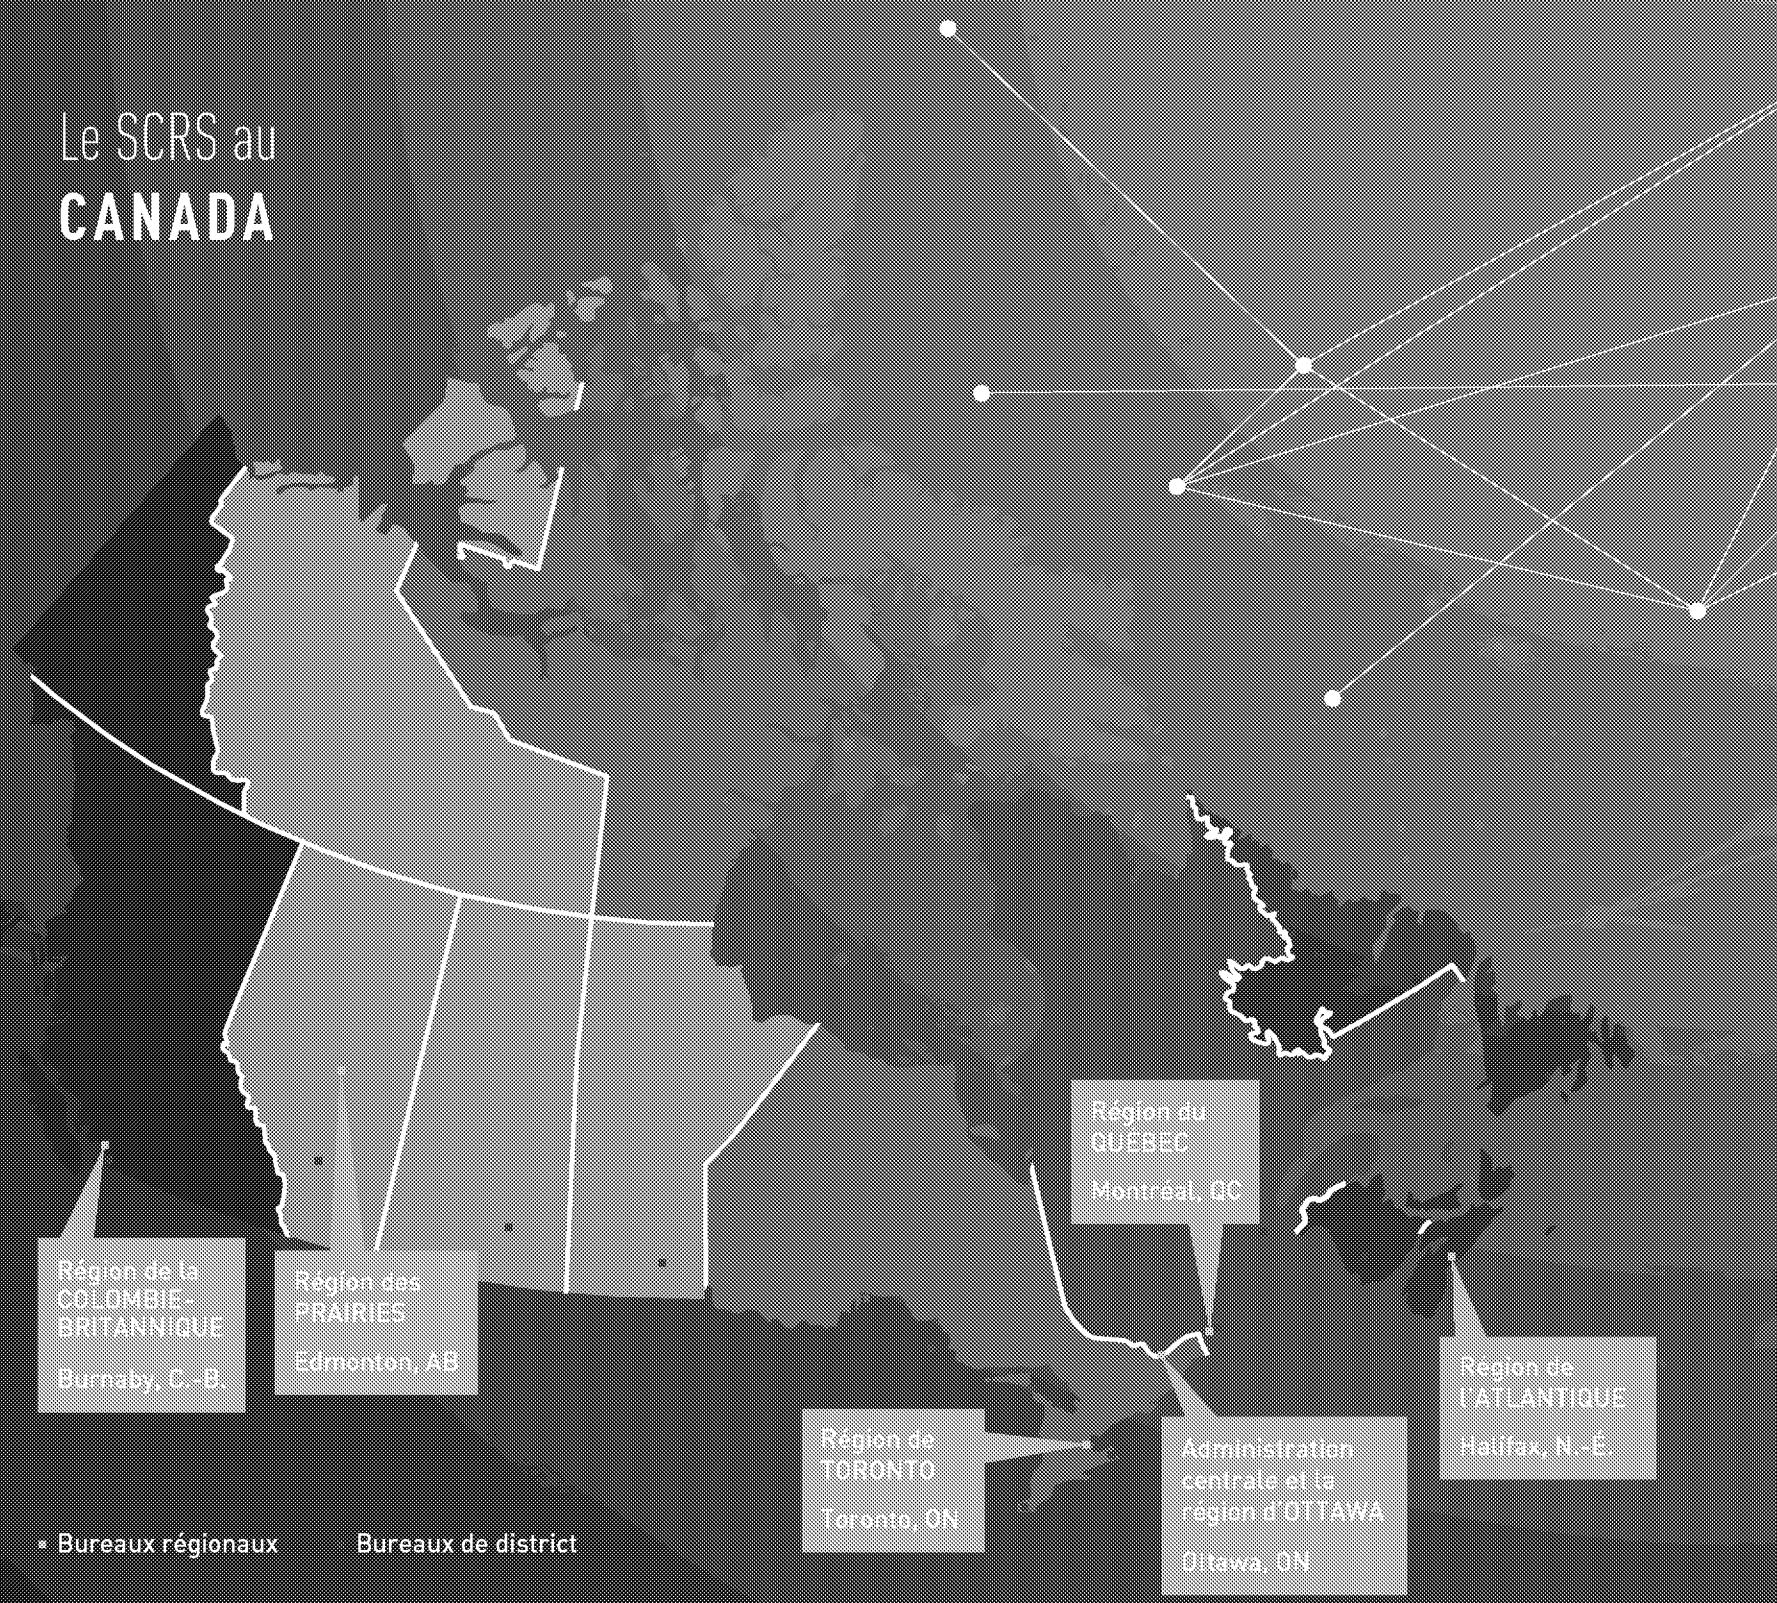 Le SCRS au
CANADA
Région du
QUÉBEC
Montréal, QC
Région de la
COLOMBIE-
BRITANNIQUE
Burnaby, C.-B.
Région des
PRAIRIES
Edmonton, AB
Région de
l'ATLANTIQUE
Halifax, N.-É.
Région de
TORONTO
Toronto, ON
Administration
centrale et la
région d'OTTAWA
Ottawa, ON
Bureaux régionaux
Bureaux de district